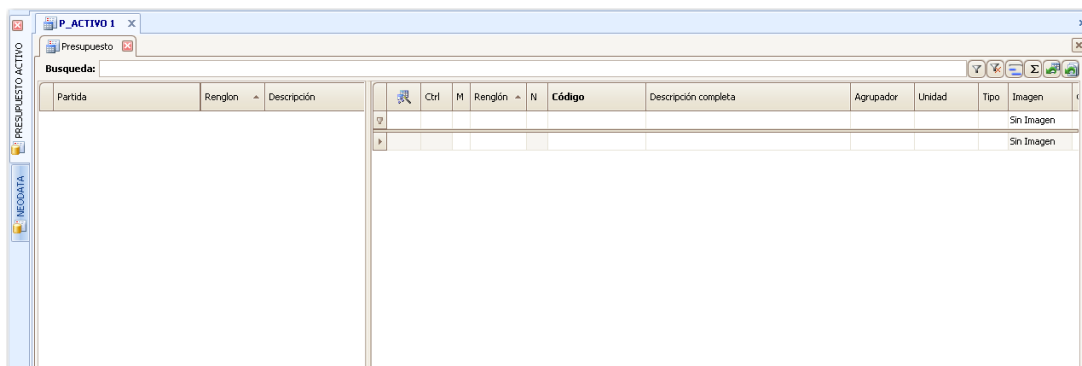 P_ACTIVO 1 X
Presupuesto
Busqueda:
Partida Renglon Descripción
Ctrl M Renglón N Código Descripción completa Agrupador Unidad Tipo Imagen
Sin Imagen
Sin Imagen
PRESUPUESTO ACTIVO
NEODATA